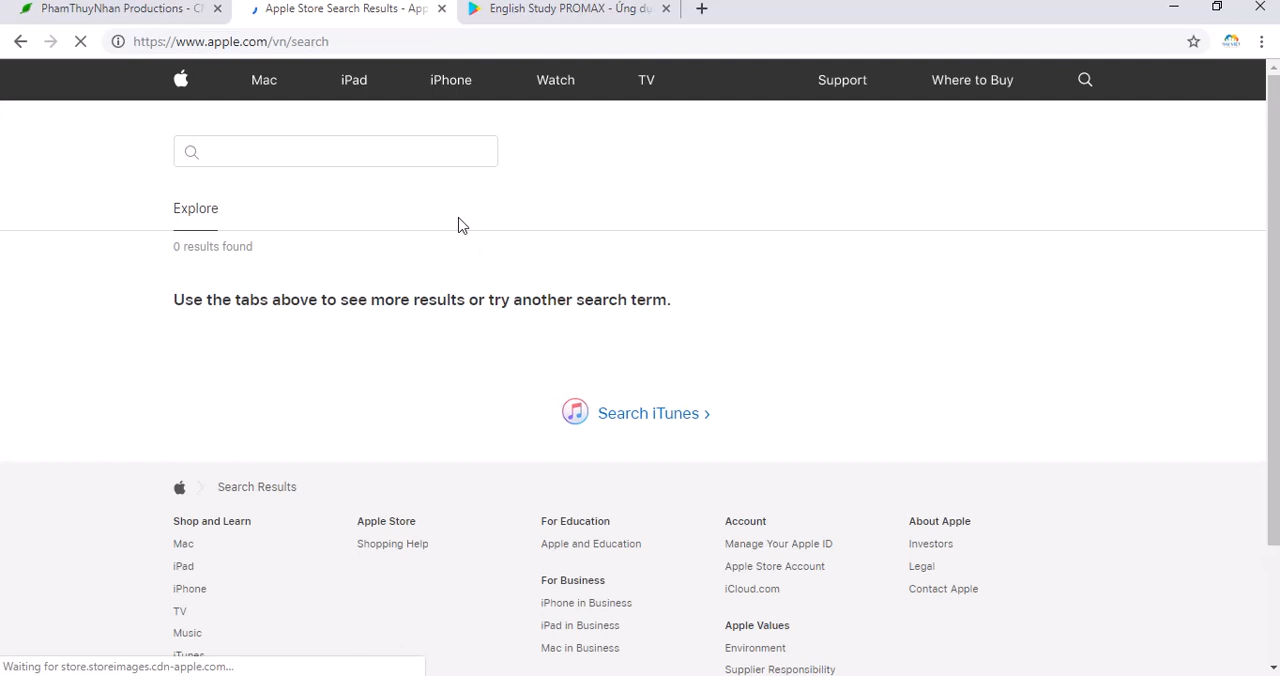 PhamThuyNhan Productions - Cl
Apple Store Search Results - App
English Study PROMAX - Ứng dụ
https://www.apple.com/vn/search
Mac iPad iPhone Watch TV Support Where to Buy
Explore
0 results found
Use the tabs above to see more results or try another search term.
Search iTunes ›
Search Results
Shop and Learn Apple Store For Education Account About Apple
Mac Shopping Help Apple and Education Manage Your Apple ID Investors
iPad Apple Store Account Legal
For Business
iPhone iCloud.com Contact Apple
iPhone in Business
TV
iPad in Business Apple Values
Music
Mac in Business Environment
iTunes
Waiting for store.storeimages.cdn-apple.com...
Supplier Responsibility